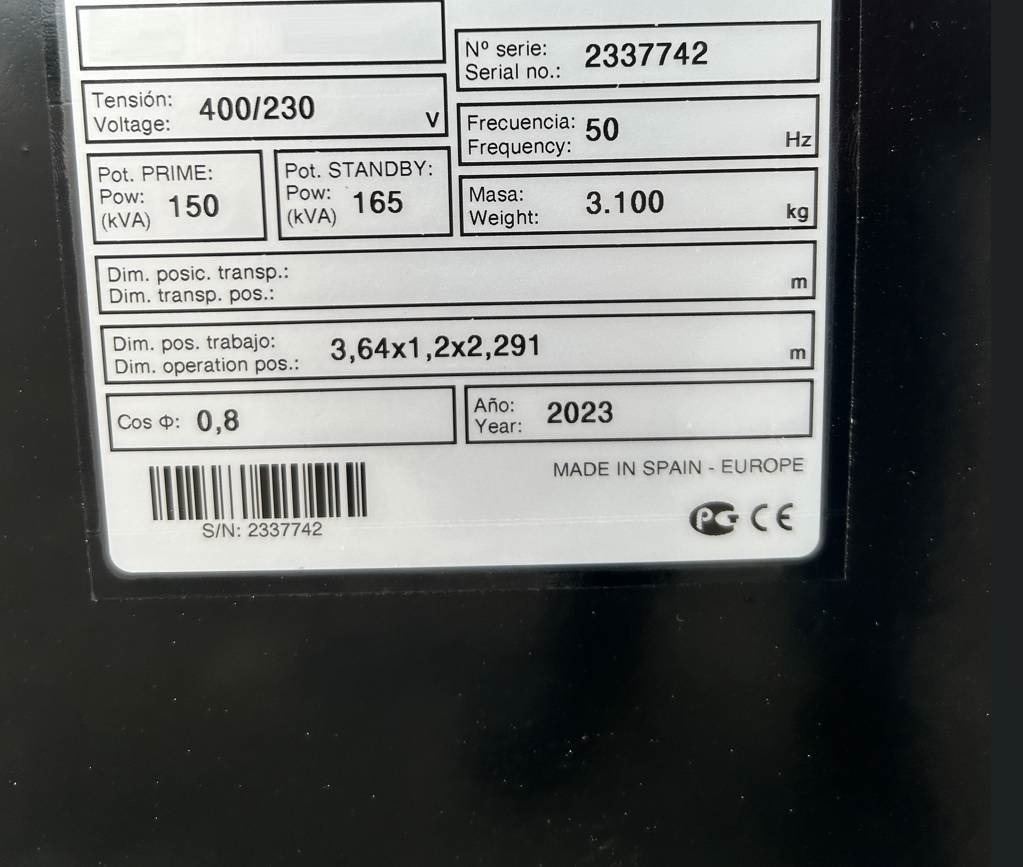 Nº serie: 2337742
Serial no.:
Tensión: 400/230 V
Voltage:
Frecuencia: 50 Hz
Frequency:
Pot. PRIME:
Pow: 150
(kVA)
Pot. STANDBY:
Pow: 165
(kVA)
Masa: 3.100 kg
Weight:
Dim. posic. transp.:
Dim. transp. pos.: m
Dim. pos. trabajo: 3,64x1,2x2,291 m
Dim. operation pos.:
Cos Φ: 0,8
Año: 2023
Year:
MADE IN SPAIN - EUROPE
S/N: 2337742
PG CE